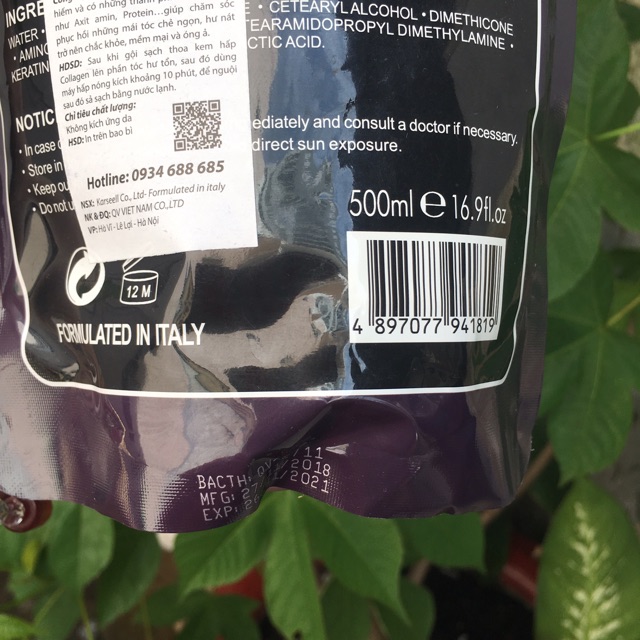 hiếm và có những thành
như Axit amin, Protein...giúp chăm sóc
phục hồi những mái tóc chẻ ngọn, hư nát
trở nên chắc khỏe, mềm mại và óng ả.
HDSD: Sau khi gội sạch thoa kem hấp
Collagen lên phần tóc hư tổn, sau đó dùng
máy hấp nóng kích khoảng 10 phút, để nguội
sau đó xả sạch bằng nước lạnh.
Chỉ tiêu chất lượng:
Không kích ứng da
HSD: In trên bao bì
Hotline: 0934 688 685
NSX: Karseell Co., Ltd- Formulated in italy
NK & ĐQ: QV VIET NAM CO.,LTD
VP: Hà Vĩ - Lê Lợi - Hà Nội
INGRE
WATER · CETEARYL ALCOHOL · DIMETHICONE
· AMINO TEARAMIDOPROPYL DIMETHYLAMINE ·
KERATIN CTIC ACID.
NOTIC
· In case ediately and consult a doctor if necessary.
· Store in direct sun exposure.
· Keep ou
· Do not u
500ml e 16.9fl.oz
12 M
FORMULATED IN ITALY
4 897077 941819
BACTH: /11
MFG: 2018
EXP: 2021